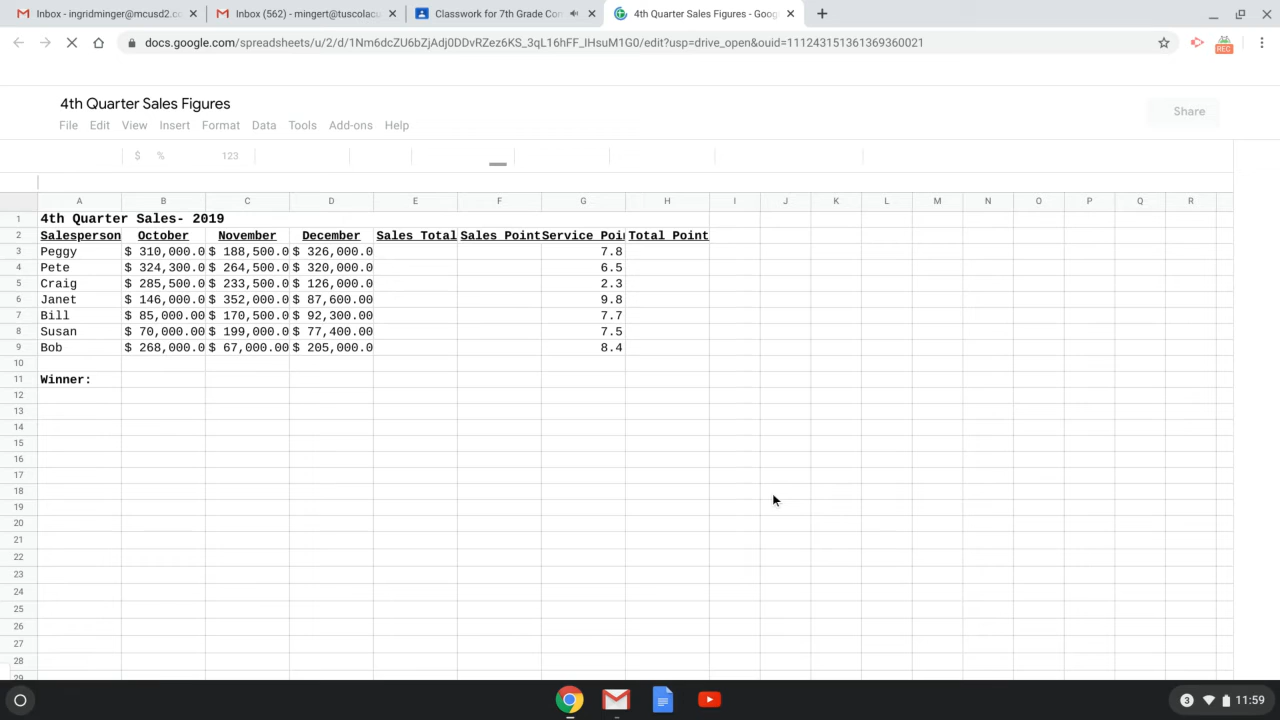 Inbox - ingridminger@mcusd2.c
Inbox (562) - mingert@tuscolac
Classwork for 7th Grade Co
4th Quarter Sales Figures - Goog
docs.google.com/spreadsheets/u/2/d/1Nm6dcZU6bZjAdj0DDvRZez6KS_3qL16hFF_IHsuM1G0/edit?usp=drive_open&ouid=111243151361369360021
REC
4th Quarter Sales Figures
Share
File Edit View Insert Format Data Tools Add-ons Help
$ % 123
A B C D E F G H I J K L M N O P Q R
1 4th Quarter Sales- 2019
2 Salesperson October November December Sales Total Sales Point Service Poi Total Point
3 Peggy $ 310,000.0 $ 188,500.0 $ 326,000.0 7.8
4 Pete $ 324,300.0 $ 264,500.0 $ 320,000.0 6.5
5 Craig $ 285,500.0 $ 233,500.0 $ 126,000.0 2.3
6 Janet $ 146,000.0 $ 352,000.0 $ 87,600.00 9.8
7 Bill $ 85,000.00 $ 170,500.0 $ 92,300.00 7.7
8 Susan $ 70,000.00 $ 199,000.0 $ 77,400.00 7.5
9 Bob $ 268,000.0 $ 67,000.00 $ 205,000.0 8.4
10
11 Winner:
12
13
14
15
16
17
18
19
20
21
22
23
24
25
26
27
28
29
3 11:59